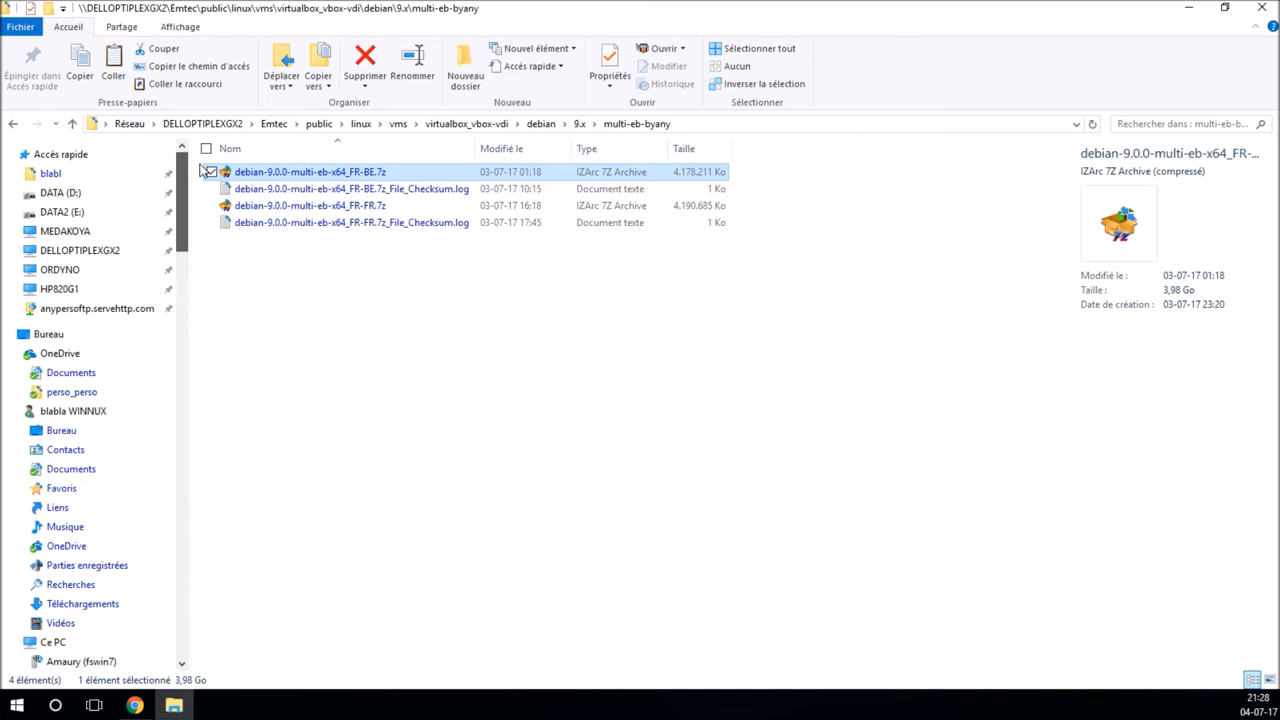 \\DELLOPTIPLEXGX2\Emtec\public\linux\vms\virtualbox_vbox-vdi\debian\9.x\multi-eb-byany
Fichier Accueil Partage Affichage
Épingler dans Accès rapide
Copier
Coller
Couper
Copier le chemin d'accès
Coller le raccourci
Presse-papiers
Déplacer vers
Copier vers
Supprimer
Renommer
Organiser
Nouveau dossier
Nouvel élément
Accès rapide
Nouveau
Propriétés
Ouvrir
Modifier
Historique
Ouvrir
Sélectionner tout
Aucun
Inverser la sélection
Sélectionner
Réseau > DELLOPTIPLEXGX2 > Emtec > public > linux > vms > virtualbox_vbox-vdi > debian > 9.x > multi-eb-byany
Rechercher dans : multi-eb-b...
Nom Modifié le Type Taille
debian-9.0.0-multi-eb-x64_FR-BE.7z 03-07-17 01:18 IZArc 7Z Archive 4.178.211 Ko
debian-9.0.0-multi-eb-x64_FR-BE.7z_File_Checksum.log 03-07-17 10:15 Document texte 1 Ko
debian-9.0.0-multi-eb-x64_FR-FR.7z 03-07-17 16:18 IZArc 7Z Archive 4.190.685 Ko
debian-9.0.0-multi-eb-x64_FR-FR.7z_File_Checksum.log 03-07-17 17:45 Document texte 1 Ko
Accès rapide
blabl
DATA (D:)
DATA2 (E:)
MEDAKOYA
DELLOPTIPLEXGX2
ORDYNO
HP820G1
anypersoftp.servehttp.com
Bureau
OneDrive
Documents
perso_perso
blabla WINNUX
Bureau
Contacts
Documents
Favoris
Liens
Musique
OneDrive
Parties enregistrées
Recherches
Téléchargements
Vidéos
Ce PC
Amaury (fswin7)
debian-9.0.0-multi-eb-x64_FR-...
IZArc 7Z Archive (compressé)
7Z
Modifié le : 03-07-17 01:18
Taille : 3,98 Go
Date de création : 03-07-17 23:20
4 élément(s) 1 élément sélectionné 3,98 Go
21:28
04-07-17